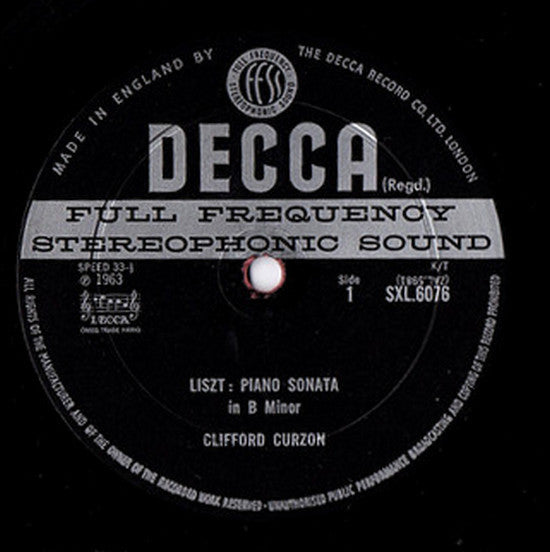 MADE IN ENGLAND BY
THE DECCA RECORD CO. LTD. LONDON
FULL FREQUENCY
ffss
STEREOPHONIC SOUND
DECCA (Regd.)
FULL FREQUENCY
STEREOPHONIC SOUND
SPEED 33⅓
Ⓟ 1963
DECCA
Side
1
K/T
SXL.6076
LISZT: PIANO SONATA
in B Minor
CLIFFORD CURZON
ALL RIGHTS OF THE MANUFACTURER AND OF THE OWNER OF THE RECORDED WORK RESERVED · UNAUTHORISED PUBLIC PERFORMANCE BROADCASTING AND COPYING OF THIS RECORD PROHIBITED